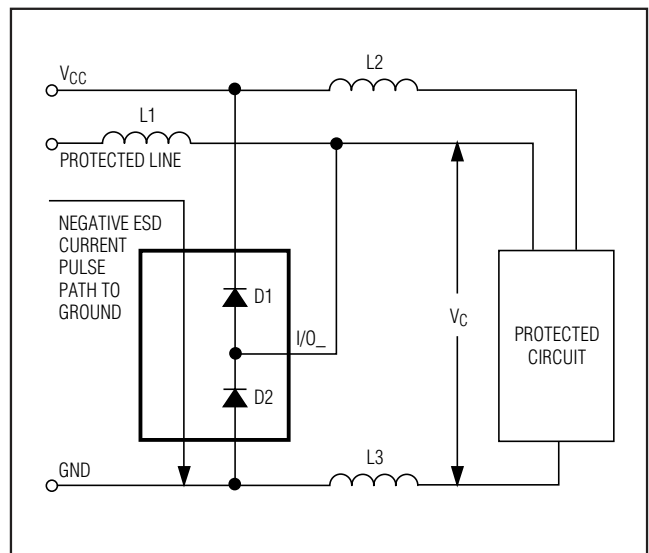 L2
VCC
L1
PROTECTED LINE
NEGATIVE ESD
CURRENT
PULSE
PATH TO
GROUND
D1
I/O_
VC
PROTECTED
CIRCUIT
D2
GND
L3